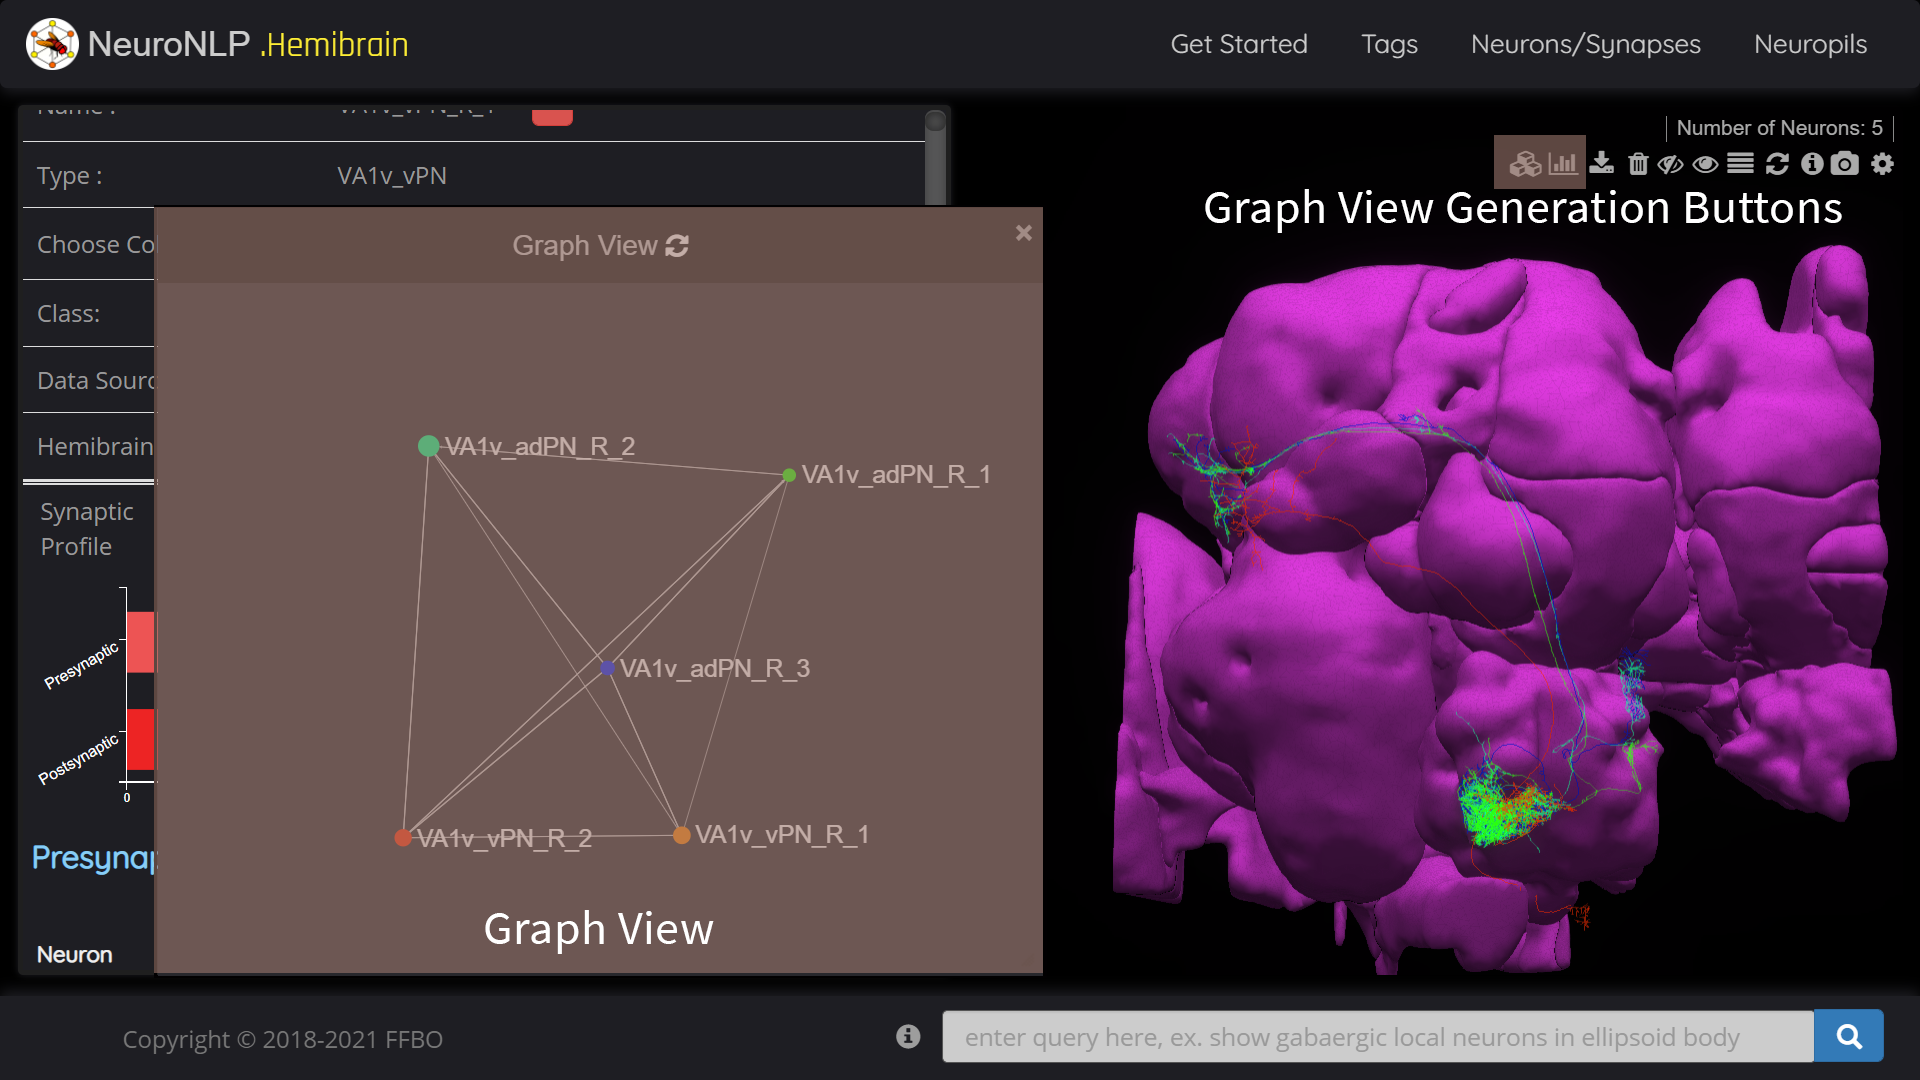 NeuroNLP .Hemibrain
Get Started
Tags
Neurons/Synapses
Neuropils
Number of Neurons: 5
Graph View Generation Buttons
Type :
VA1v_vPN
Choose Co
Class:
Data Sourc
Hemibrain
Synaptic
Profile
Presynaptic
Postsynaptic
0
Presynap
Neuron
Graph View
×
VA1v_adPN_R_2
VA1v_adPN_R_1
VA1v_adPN_R_3
VA1v_vPN_R_2
VA1v_vPN_R_1
Graph View
Copyright © 2018-2021 FFBO
enter query here, ex. show gabaergic local neurons in ellipsoid body